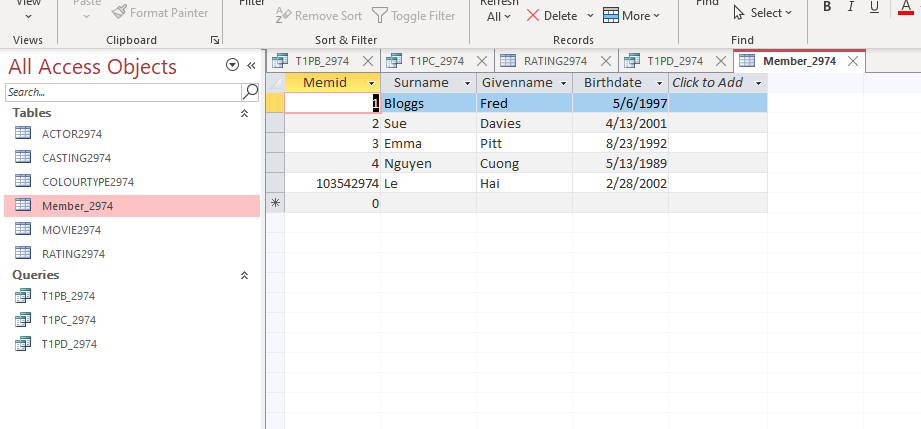 View
Paste
Format Painter
Filter
Remove Sort
Toggle Filter
Refresh
All
Delete
More
Find
Select
B I U A
Views
Clipboard
Sort & Filter
Records
Find
All Access Objects
Search...
Tables
ACTOR2974
CASTING2974
COLOURTYPE2974
Member_2974
MOVIE2974
RATING2974
Queries
T1PB_2974
T1PC_2974
T1PD_2974
T1PB_2974 T1PC_2974 RATING2974 T1PD_2974 Member_2974
Memid Surname Givenname Birthdate Click to Add
1 Bloggs Fred 5/6/1997
2 Sue Davies 4/13/2001
3 Emma Pitt 8/23/1992
4 Nguyen Cuong 5/13/1989
103542974 Le Hai 2/28/2002
* 0